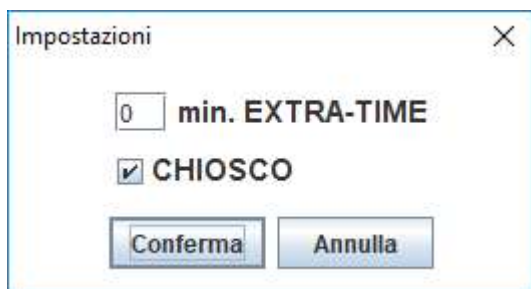 Impostazioni
0 min. EXTRA-TIME
CHIOSCO
Conferma Annulla